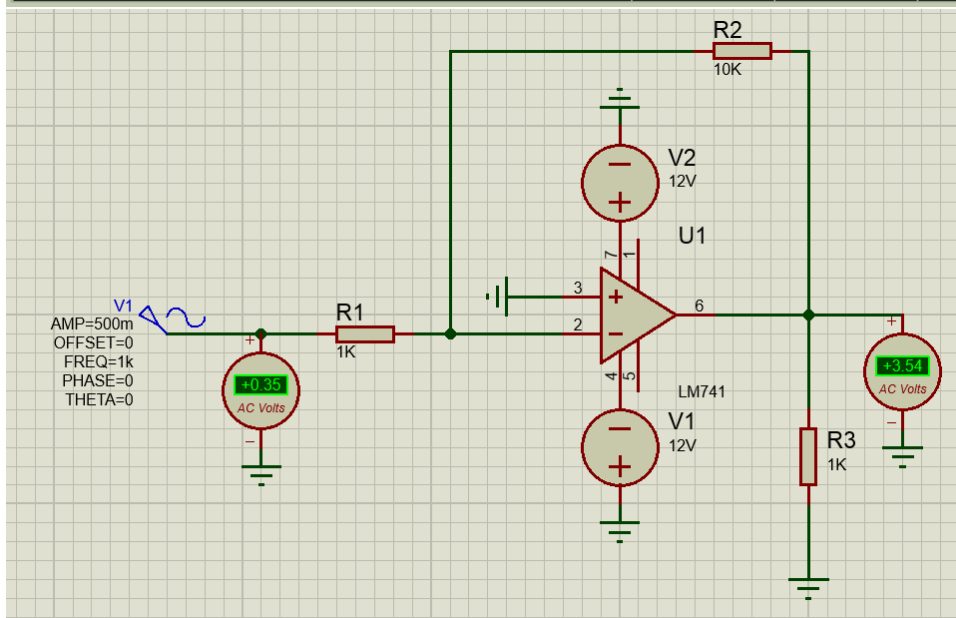 R2
10K
V2
12V
U1
7
1
3
2
6
4
5
LM741
V1
AMP=500m
OFFSET=0
FREQ=1k
PHASE=0
THETA=0
R1
1K
+0.35
AC Volts
+3.54
AC Volts
V1
12V
R3
1K